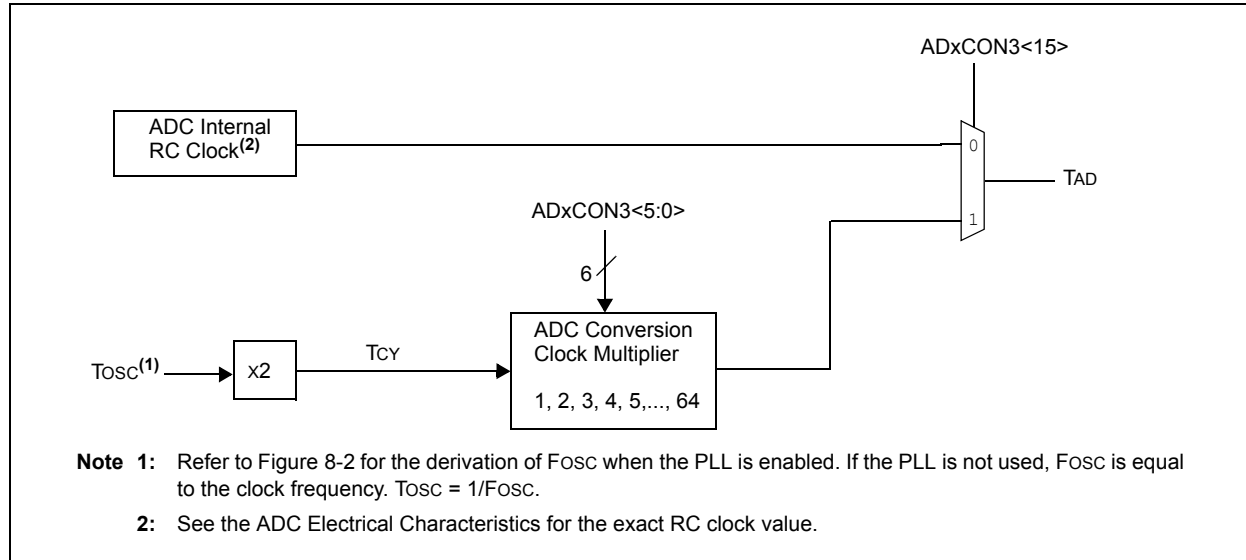 ADxCON3<15>
ADC Internal
RC Clock(2)
0
TAD
ADxCON3<5:0>
1
6
ADC Conversion
Clock Multiplier
TOSC(1)
x2
TCY
1, 2, 3, 4, 5,..., 64
Note 1: Refer to Figure 8-2 for the derivation of FOSC when the PLL is enabled. If the PLL is not used, FOSC is equal
to the clock frequency. TOSC = 1/FOSC.
2: See the ADC Electrical Characteristics for the exact RC clock value.